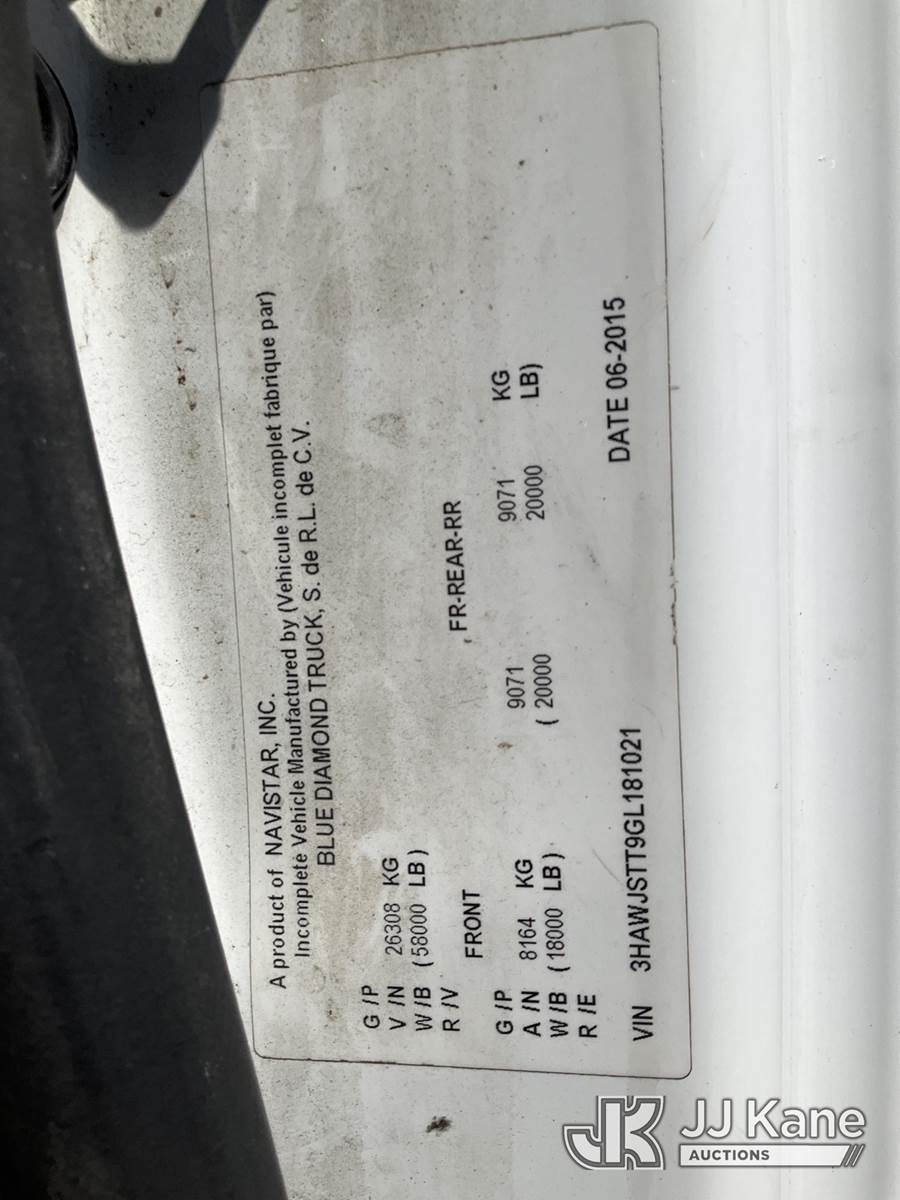 A product of NAVISTAR, INC.
Incomplete Vehicle Manufactured by (Vehicule incomplet fabrique par)
BLUE DIAMOND TRUCK, S. de R.L. de C.V.
G /P
V /N 26308 KG
W /B ( 58000 LB )
R /V
FRONT FR-REAR-RR
G /P
A /N 8164 KG 9071 9071 KG
W /B ( 18000 LB ) ( 20000 20000 LB)
R /E
VIN 3HAWJSTT9GL181021 DATE 06-2015
JK JJ Kane
AUCTIONS